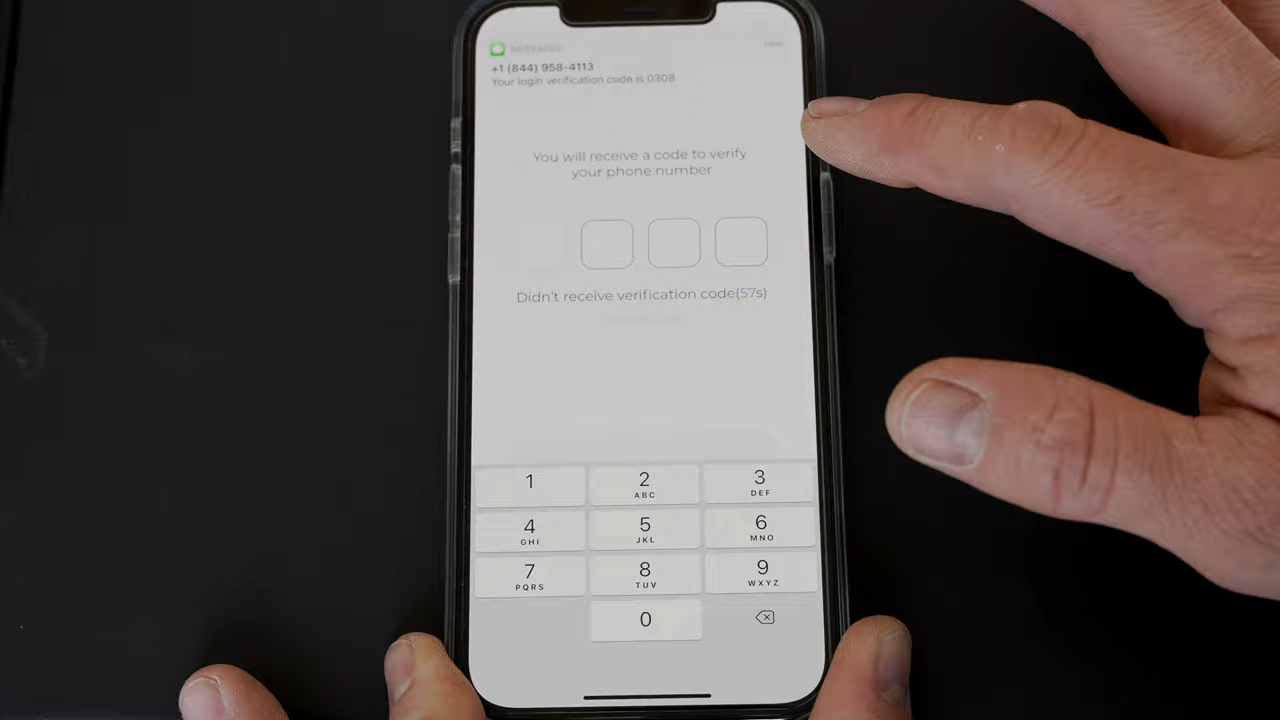 MESSAGES
now
+1 (844) 958-4113
Your login verification code is 0308
You will receive a code to verify
your phone number
Didn't receive verification code(57s)
1
2
ABC
3
DEF
4
GHI
5
JKL
6
MNO
7
PQRS
8
TUV
9
WXYZ
0